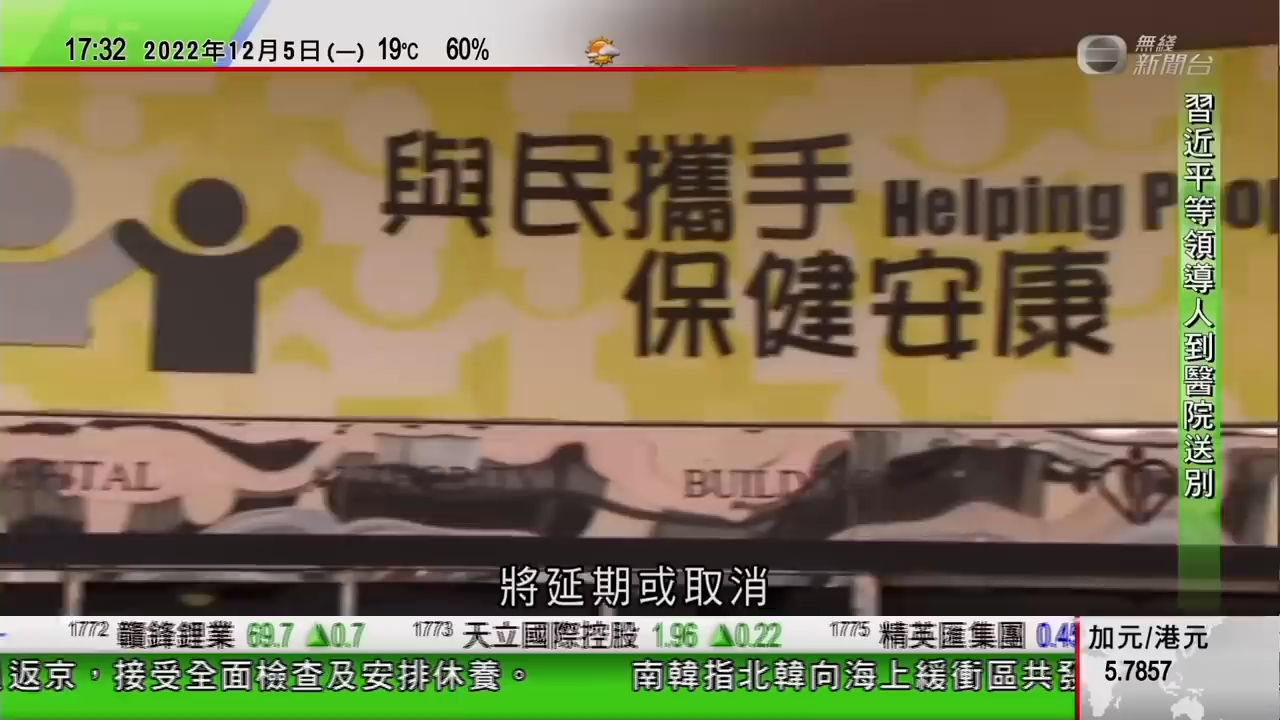 17:32 2022年12月5日(一) 19℃ 60%
無綫
新聞台
習近平等領導人到醫院送別
與民攜手 Helping
保健安康
BUILD
將延期或取消
1772 贛鋒鋰業 69.7 ▲0.7 1773 天立國際控股 1.96 ▲0.22 1775 精英匯集團 0.45
加元/港元
5.7857
返京，接受全面檢查及安排休養。 南韓指北韓向海上緩衝區共發